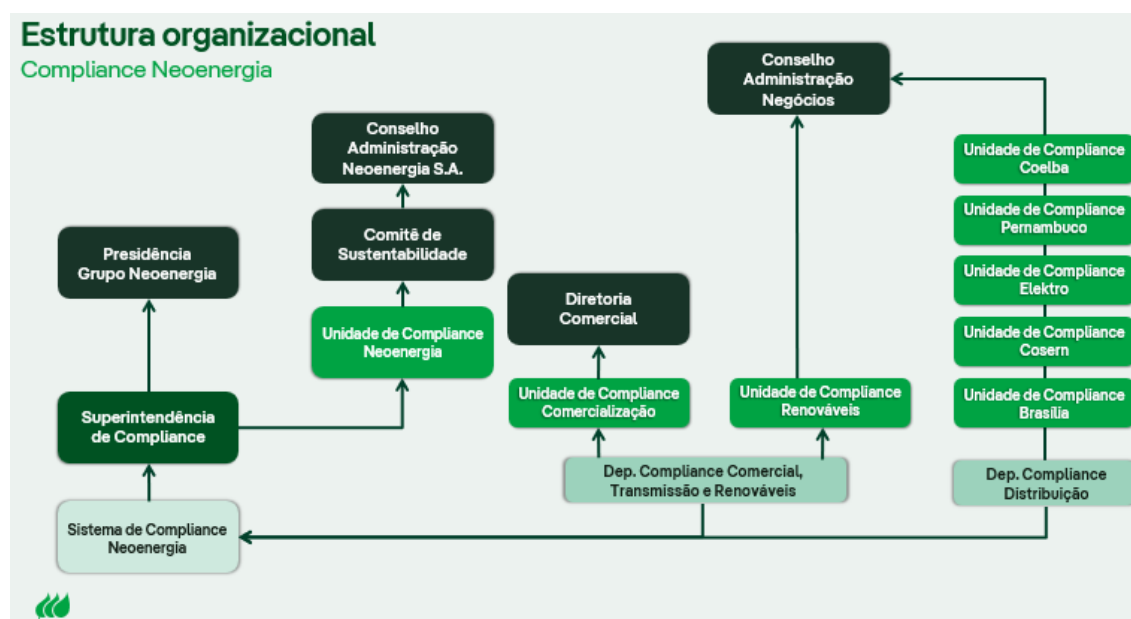 Estrutura organizacional
Compliance Neoenergia
Conselho
Administração
Negócios
Conselho
Administração
Neoenergia S.A.
Unidade de Compliance
Coelba
Unidade de Compliance
Pernambuco
Comitê de
Sustentabilidade
Presidência
Grupo Neoenergia
Unidade de Compliance
Elektro
Diretoria
Comercial
Unidade de Compliance
Neoenergia
Unidade de Compliance
Cosern
Unidade de Compliance
Comercialização
Unidade de Compliance
Renováveis
Unidade de Compliance
Brasília
Superintendência
de Compliance
Dep. Compliance Comercial,
Transmissão e Renováveis
Dep. Compliance
Distribuição
Sistema de Compliance
Neoenergia